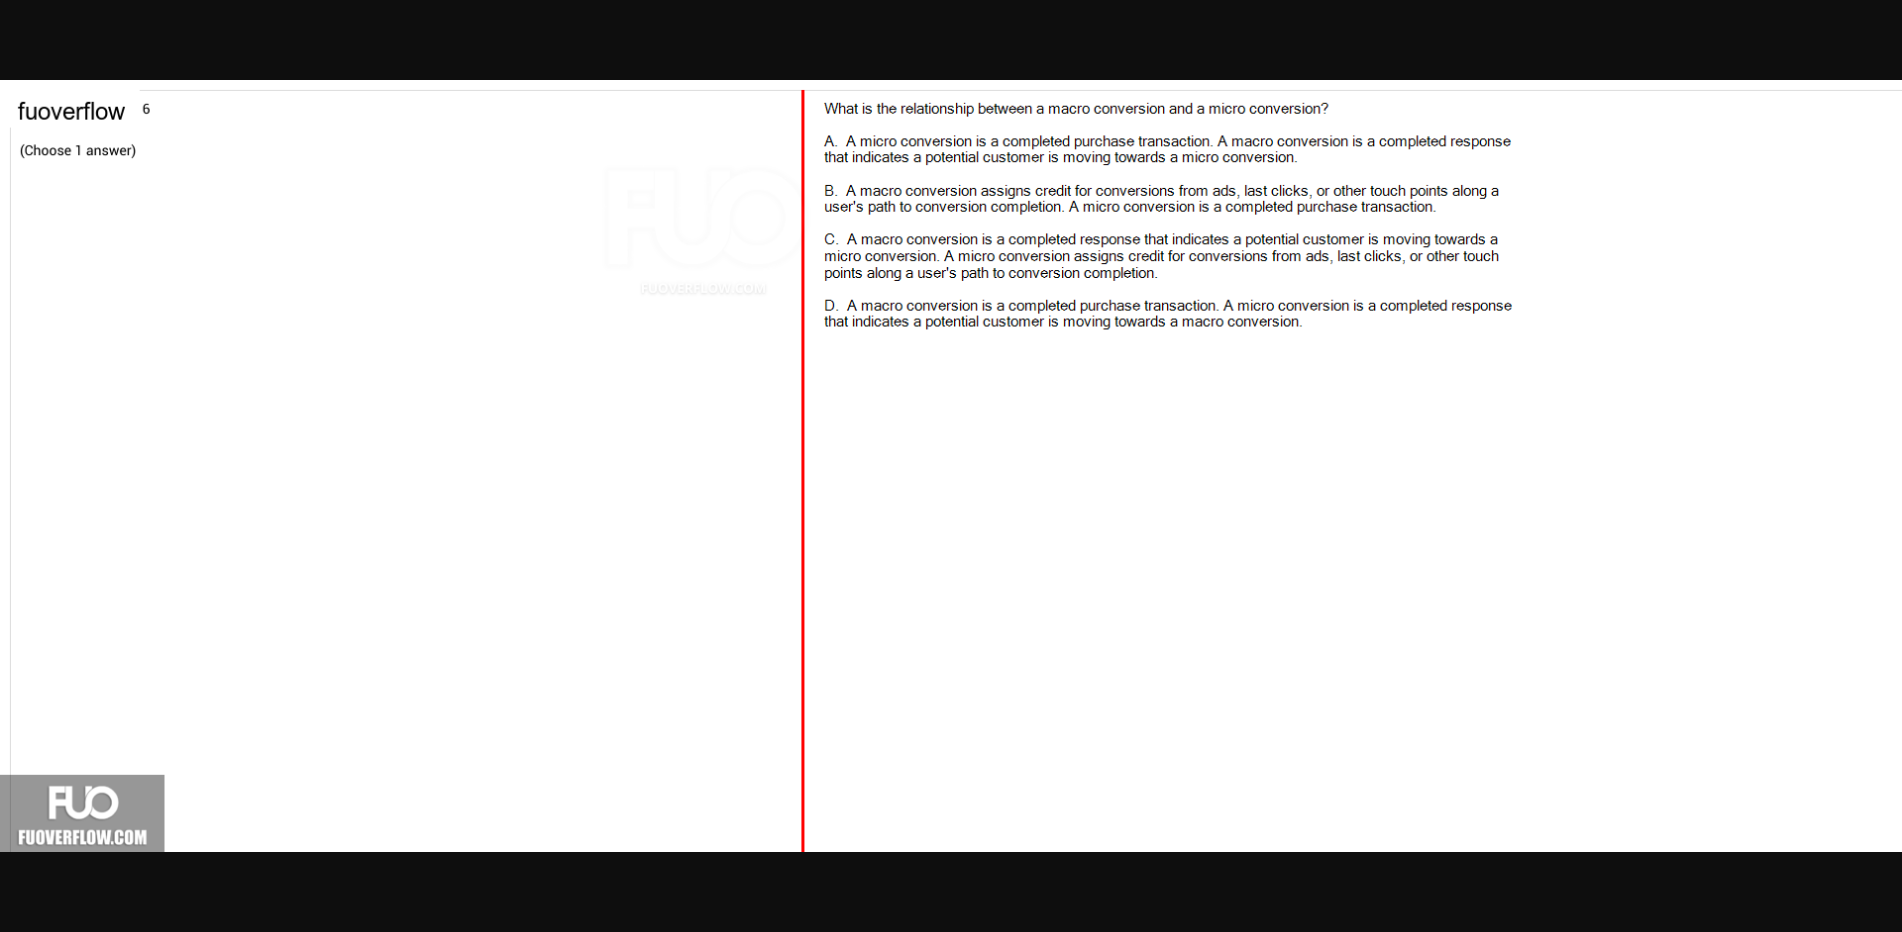 fuoverflow 6
(Choose 1 answer)
What is the relationship between a macro conversion and a micro conversion?
A. A micro conversion is a completed purchase transaction. A macro conversion is a completed response
that indicates a potential customer is moving towards a micro conversion.
B. A macro conversion assigns credit for conversions from ads, last clicks, or other touch points along a
user's path to conversion completion. A micro conversion is a completed purchase transaction.
C. A macro conversion is a completed response that indicates a potential customer is moving towards a
micro conversion. A micro conversion assigns credit for conversions from ads, last clicks, or other touch
points along a user's path to conversion completion.
D. A macro conversion is a completed purchase transaction. A micro conversion is a completed response
that indicates a potential customer is moving towards a macro conversion.
FUO
FUOVERFLOW.COM
FUO
FUOVERFLOW.COM